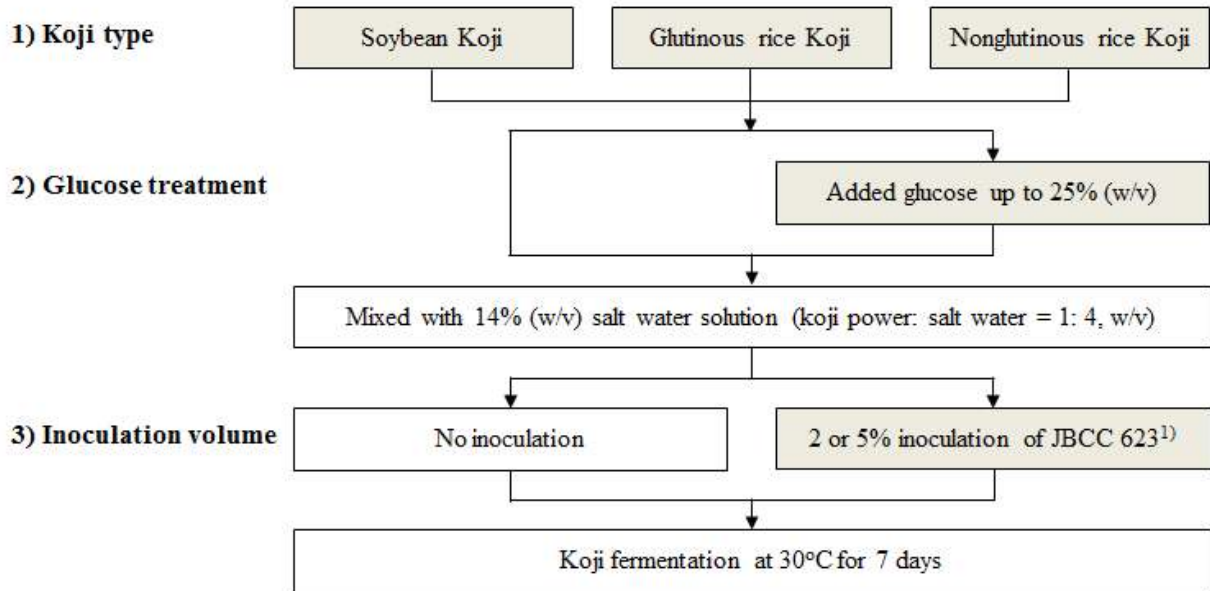 1) Koji type
Soybean Koji
Glutinous rice Koji
Nonglutinous rice Koji
2) Glucose treatment
Added glucose up to 25% (w/v)
Mixed with 14% (w/v) salt water solution (koji power: salt water = 1: 4, w/v)
3) Inoculation volume
No inoculation
2 or 5% inoculation of JBCC 623¹⁾
Koji fermentation at 30°C for 7 days